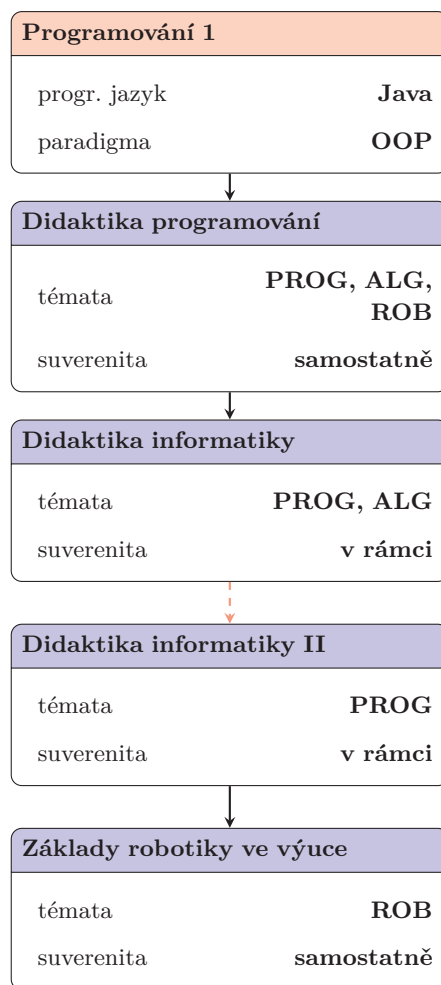 Programování 1
progr. jazyk Java
paradigma OOP
Didaktika programování
témata PROG, ALG,
ROB
suverenita samostatně
Didaktika informatiky
témata PROG, ALG
suverenita v rámci
Didaktika informatiky II
témata PROG
suverenita v rámci
Základy robotiky ve výuce
témata ROB
suverenita samostatně